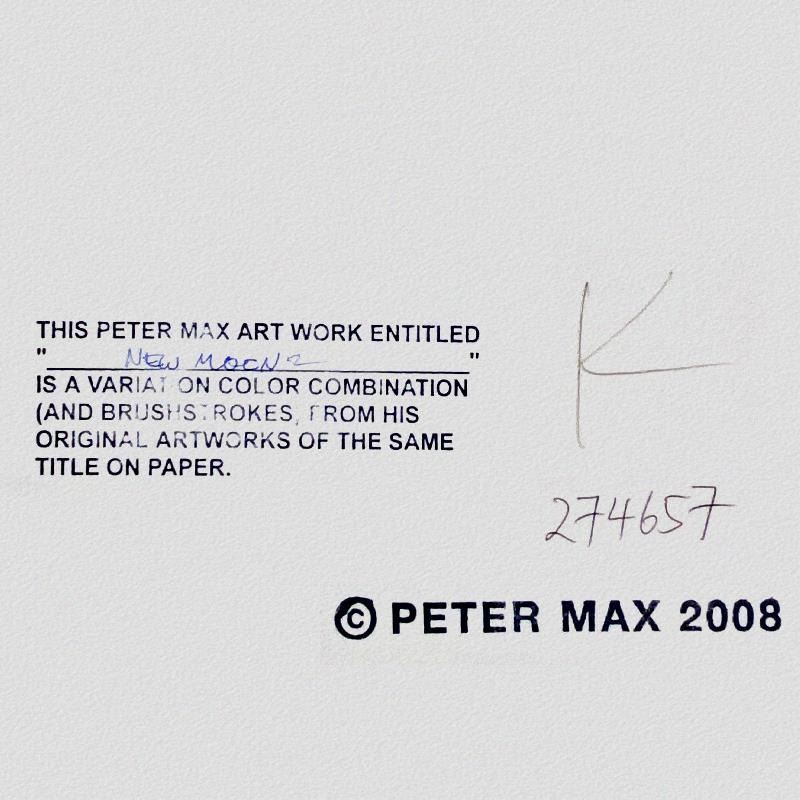 THIS PETER MAX ART WORK ENTITLED
" NEW MOON 2 "
IS A VARIATION COLOR COMBINATION
(AND BRUSHSTROKES, FROM HIS
ORIGINAL ARTWORKS OF THE SAME
TITLE ON PAPER.
K
274657
© PETER MAX 2008